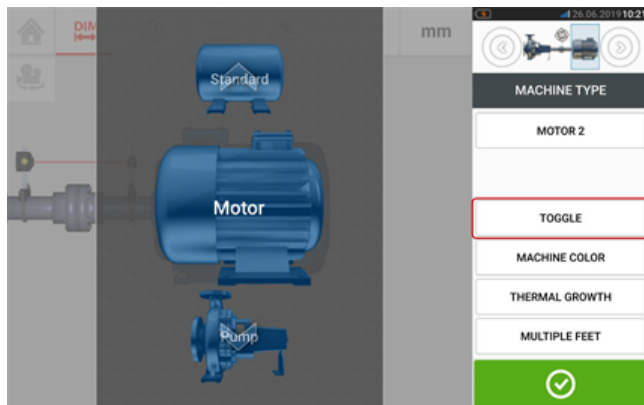 DIM
mm
Standard
Motor
Pump
26.06.2019 10:21
MACHINE TYPE
MOTOR 2
TOGGLE
MACHINE COLOR
THERMAL GROWTH
MULTIPLE FEET